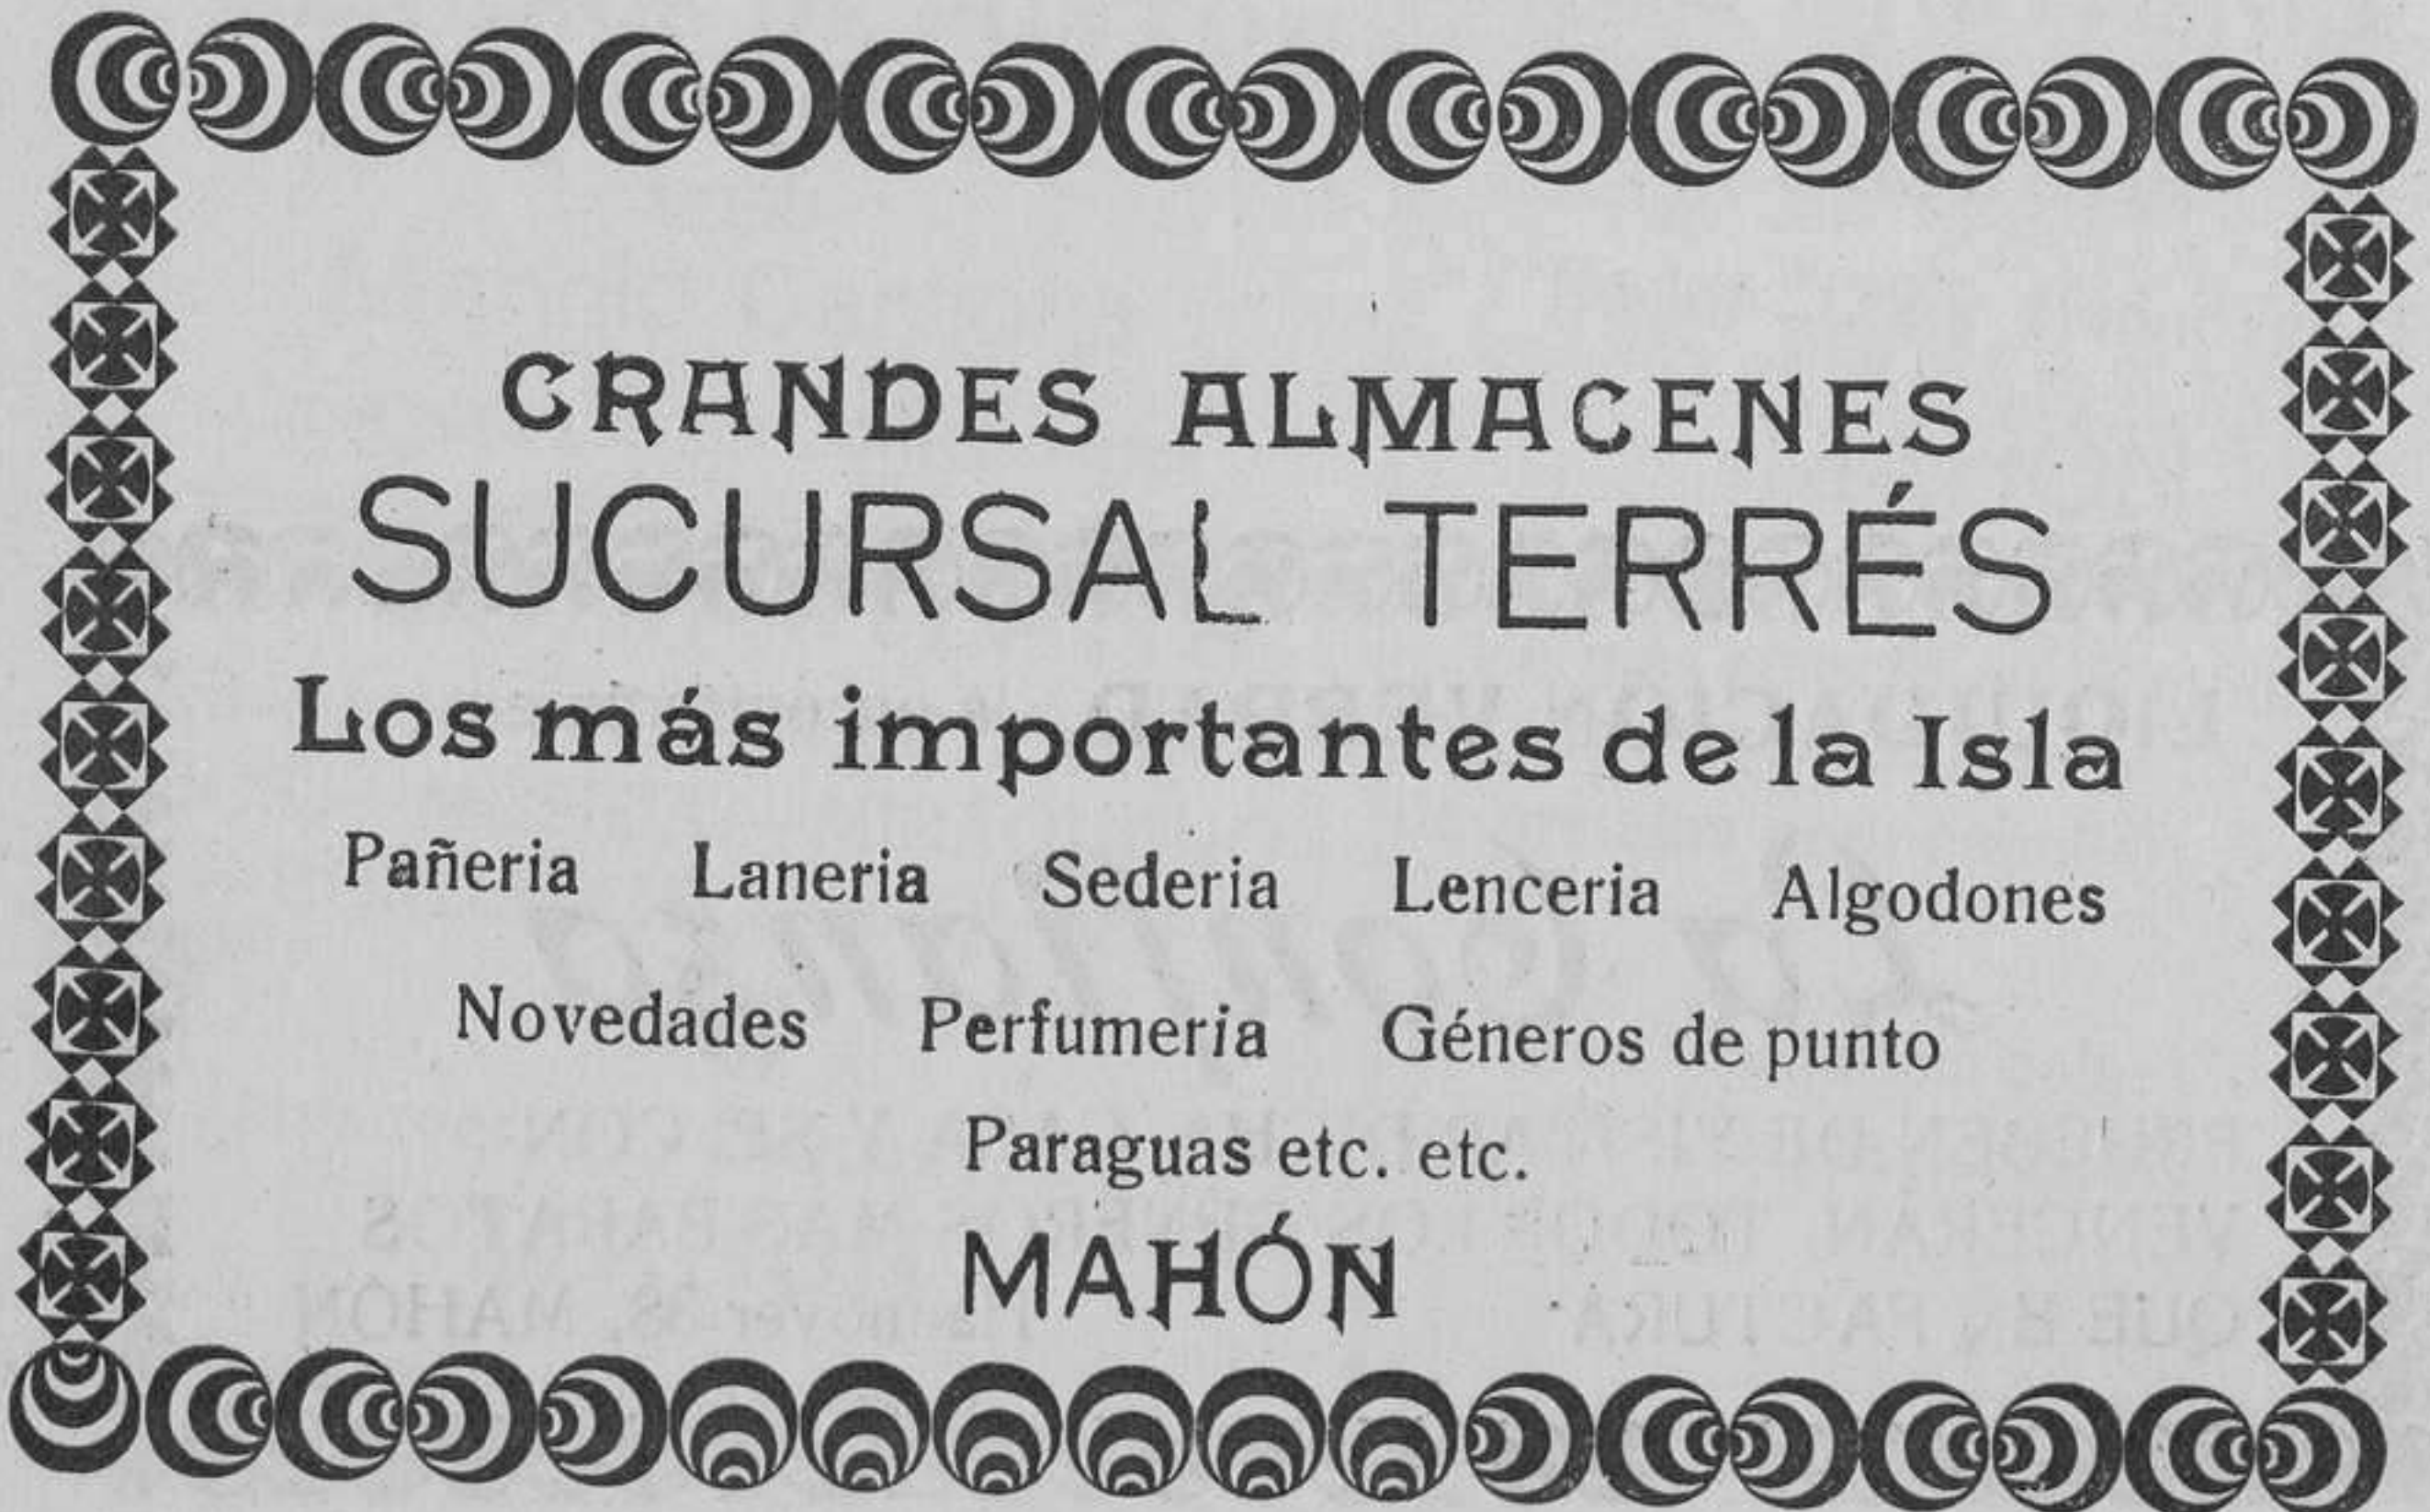 GRANDES ALMACENES
SUCURSAL TERRÉS
Los más importantes de la Isla
Pañeria Laneria Sederia Lenceria Algodones
Novedades Perfumeria Géneros de punto
Paraguas etc. etc.
MAHÓN